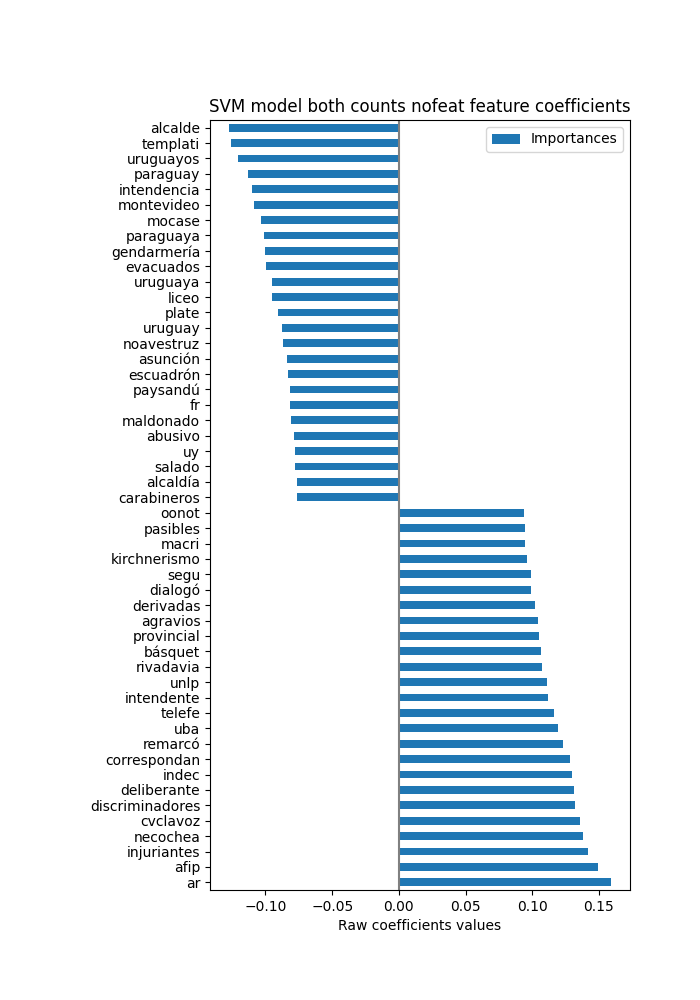 SVM model both counts nofeat feature coefficients
Importances
alcalde
templati
uruguayos
paraguay
intendencia
montevideo
mocase
paraguaya
gendarmería
evacuados
uruguaya
liceo
plate
uruguay
noavestruz
asunción
escuadrón
paysandú
fr
maldonado
abusivo
uy
salado
alcaldía
carabineros
oonot
pasibles
macri
kirchnerismo
segu
dialogó
derivadas
agravios
provincial
básquet
rivadavia
unlp
intendente
telefe
uba
remarcó
correspondan
indec
deliberante
discriminadores
cvclavoz
necochea
injuriantes
afip
ar
−0.10 −0.05 0.00 0.05 0.10 0.15
Raw coefficients values